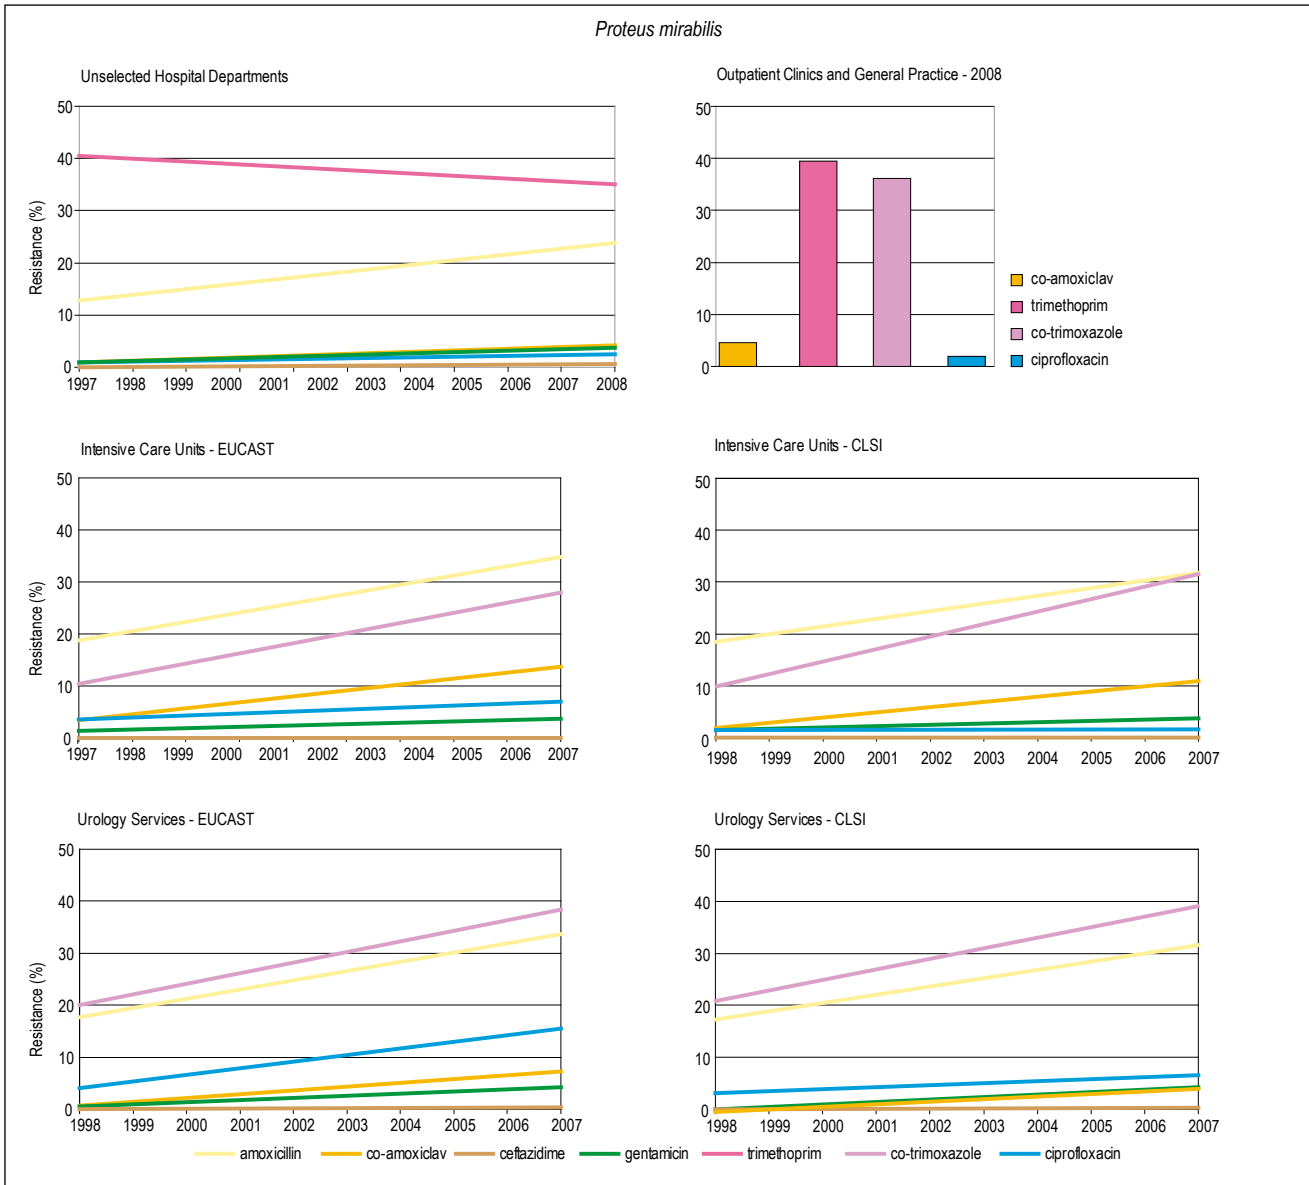 Proteus mirabilis
Unselected Hospital Departments
50
40
30
20
10
0
Resistance (%)
1997 1998 1999 2000 2001 2002 2003 2004 2005 2006 2007 2008
Outpatient Clinics and General Practice - 2008
50
40
30
20
10
0
co-amoxiclav
trimethoprim
co-trimoxazole
ciprofloxacin
Intensive Care Units - EUCAST
50
40
30
20
10
0
Resistance (%)
1997 1998 1999 2000 2001 2002 2003 2004 2005 2006 2007
Intensive Care Units - CLSI
50
40
30
20
10
0
1998 1999 2000 2001 2002 2003 2004 2005 2006 2007
Urology Services - EUCAST
50
40
30
20
10
0
Resistance (%)
1998 1999 2000 2001 2002 2003 2004 2005 2006 2007
Urology Services - CLSI
50
40
30
20
10
0
1998 1999 2000 2001 2002 2003 2004 2005 2006 2007
amoxicillin co-amoxiclav ceftazidime gentamicin trimethoprim co-trimoxazole ciprofloxacin